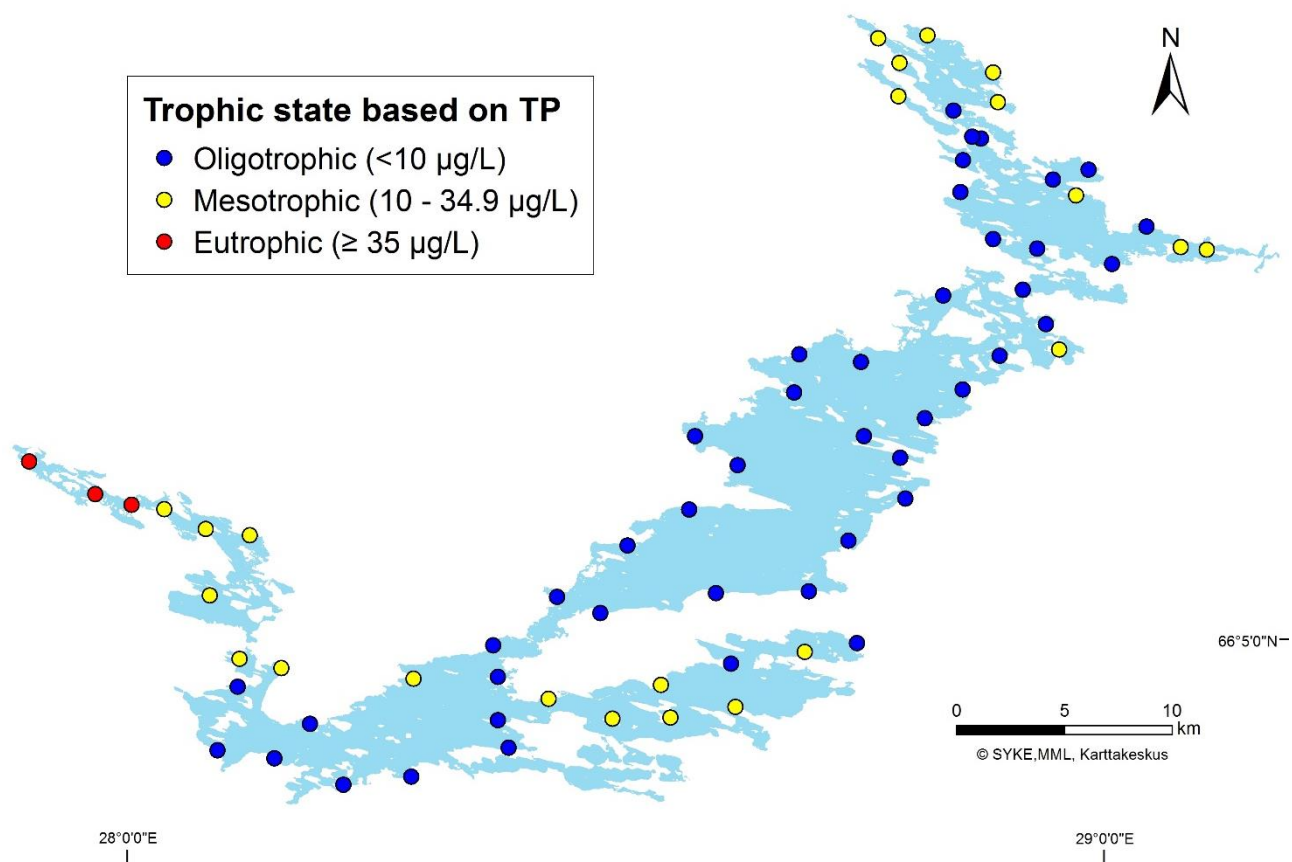 N
Trophic state based on TP
Oligotrophic (<10 µg/L)
Mesotrophic (10 - 34.9 µg/L)
Eutrophic (≥ 35 µg/L)
66°5'0"N
0 5 10
km
© SYKE,MML, Karttakeskus
28°0'0"E
29°0'0"E